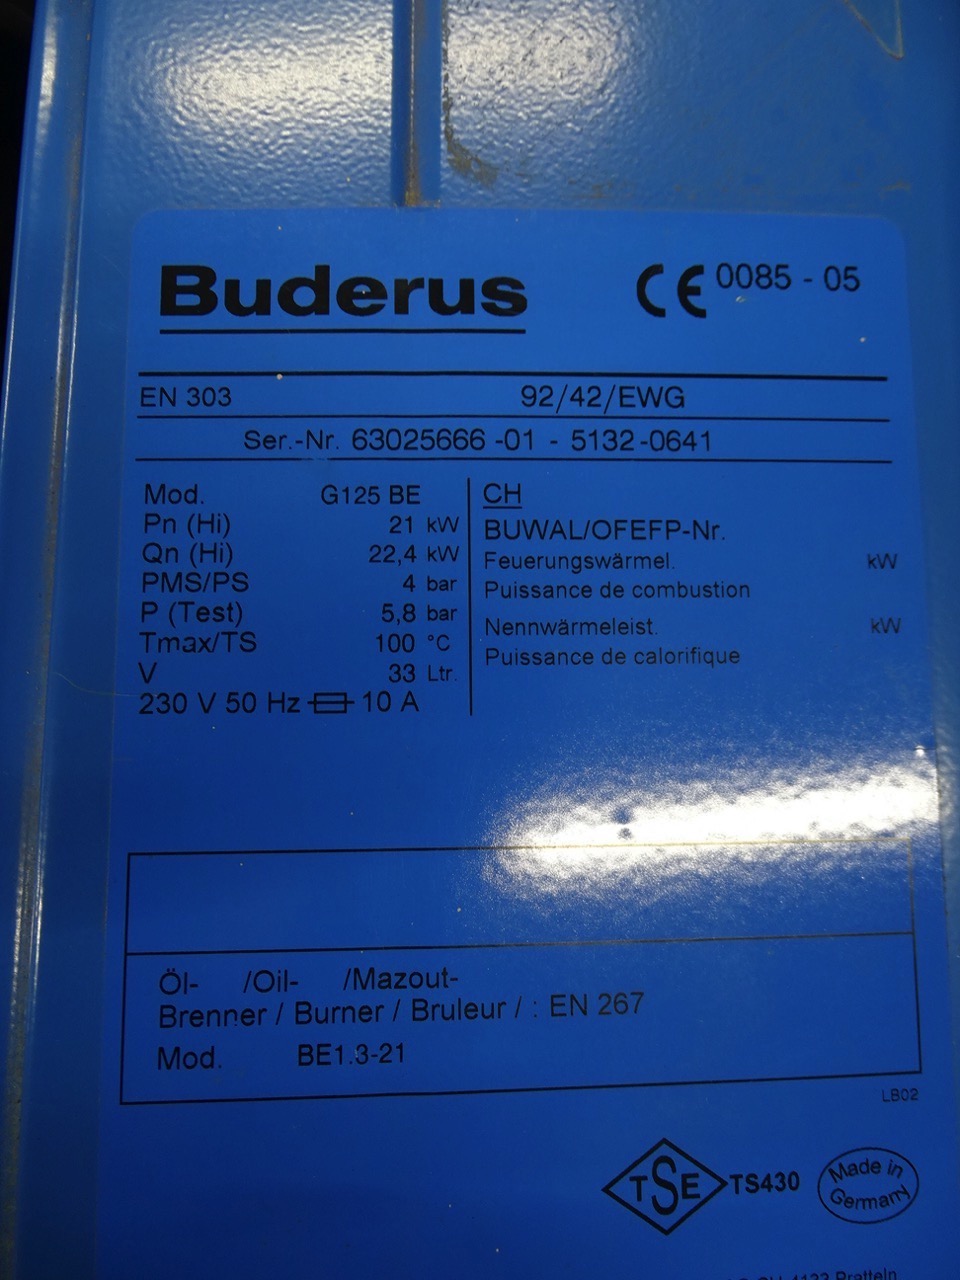 Buderus
CE 0085 - 05
EN 303 92/42/EWG
Ser.-Nr. 63025666 -01 - 5132 -0641
Mod. G125 BE
Pn (Hi) 21 kW
Qn (Hi) 22,4 kW
PMS/PS 4 bar
P (Test) 5,8 bar
Tmax/TS 100 °C
V 33 Ltr.
230 V 50 Hz 10 A
CH
BUWAL/OFEFP-Nr.
Feuerungswärmel. kW
Puissance de combustion
Nennwärmeleist. kW
Puissance de calorifique
Öl- /Oil- /Mazout-
Brenner / Burner / Bruleur / : EN 267
Mod. BE1.3-21
LB02
TSE TS430
Made in
Germany
CH-4133 Pratteln